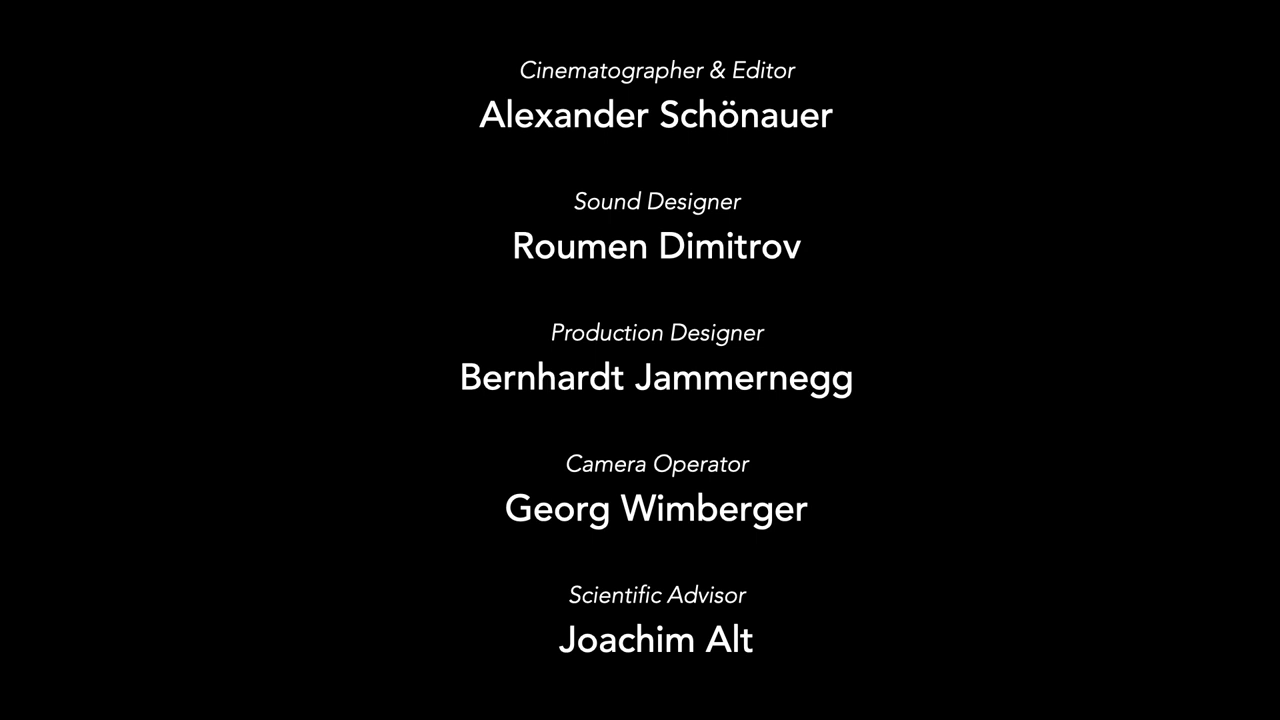 Cinematographer & Editor
Alexander Schönauer
Sound Designer
Roumen Dimitrov
Production Designer
Bernhardt Jammernegg
Camera Operator
Georg Wimberger
Scientific Advisor
Joachim Alt